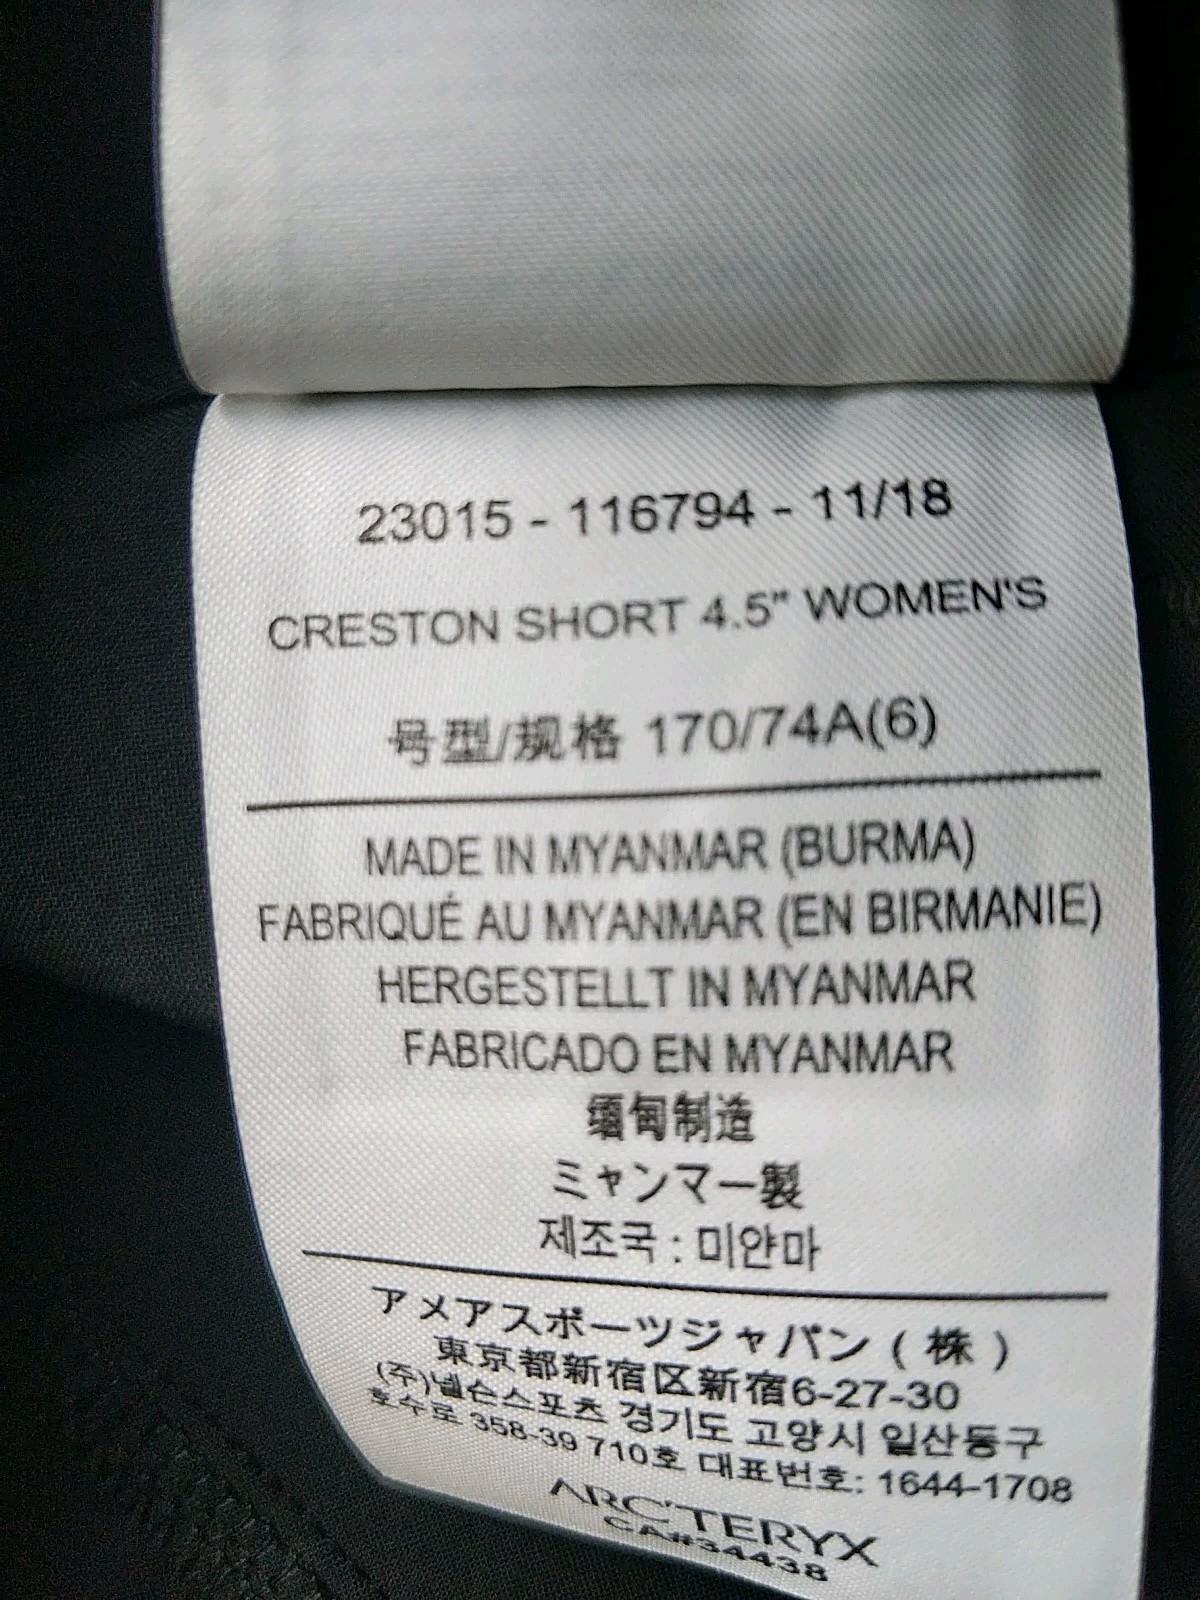 23015 - 116794 - 11/18
CRESTON SHORT 4.5" WOMEN'S
号型/规格 170/74A(6)
MADE IN MYANMAR (BURMA)
FABRIQUÉ AU MYANMAR (EN BIRMANIE)
HERGESTELLT IN MYANMAR
FABRICADO EN MYANMAR
缅甸制造
ミャンマー製
제조국 : 미얀마
アメアスポーツジャパン ( 株 )
東京都新宿区新宿6-27-30
(주)넬슨스포츠 경기도 고양시 일산동구
호수로 358-39 710호 대표번호: 1644-1708
ARC'TERYX
CA#34438